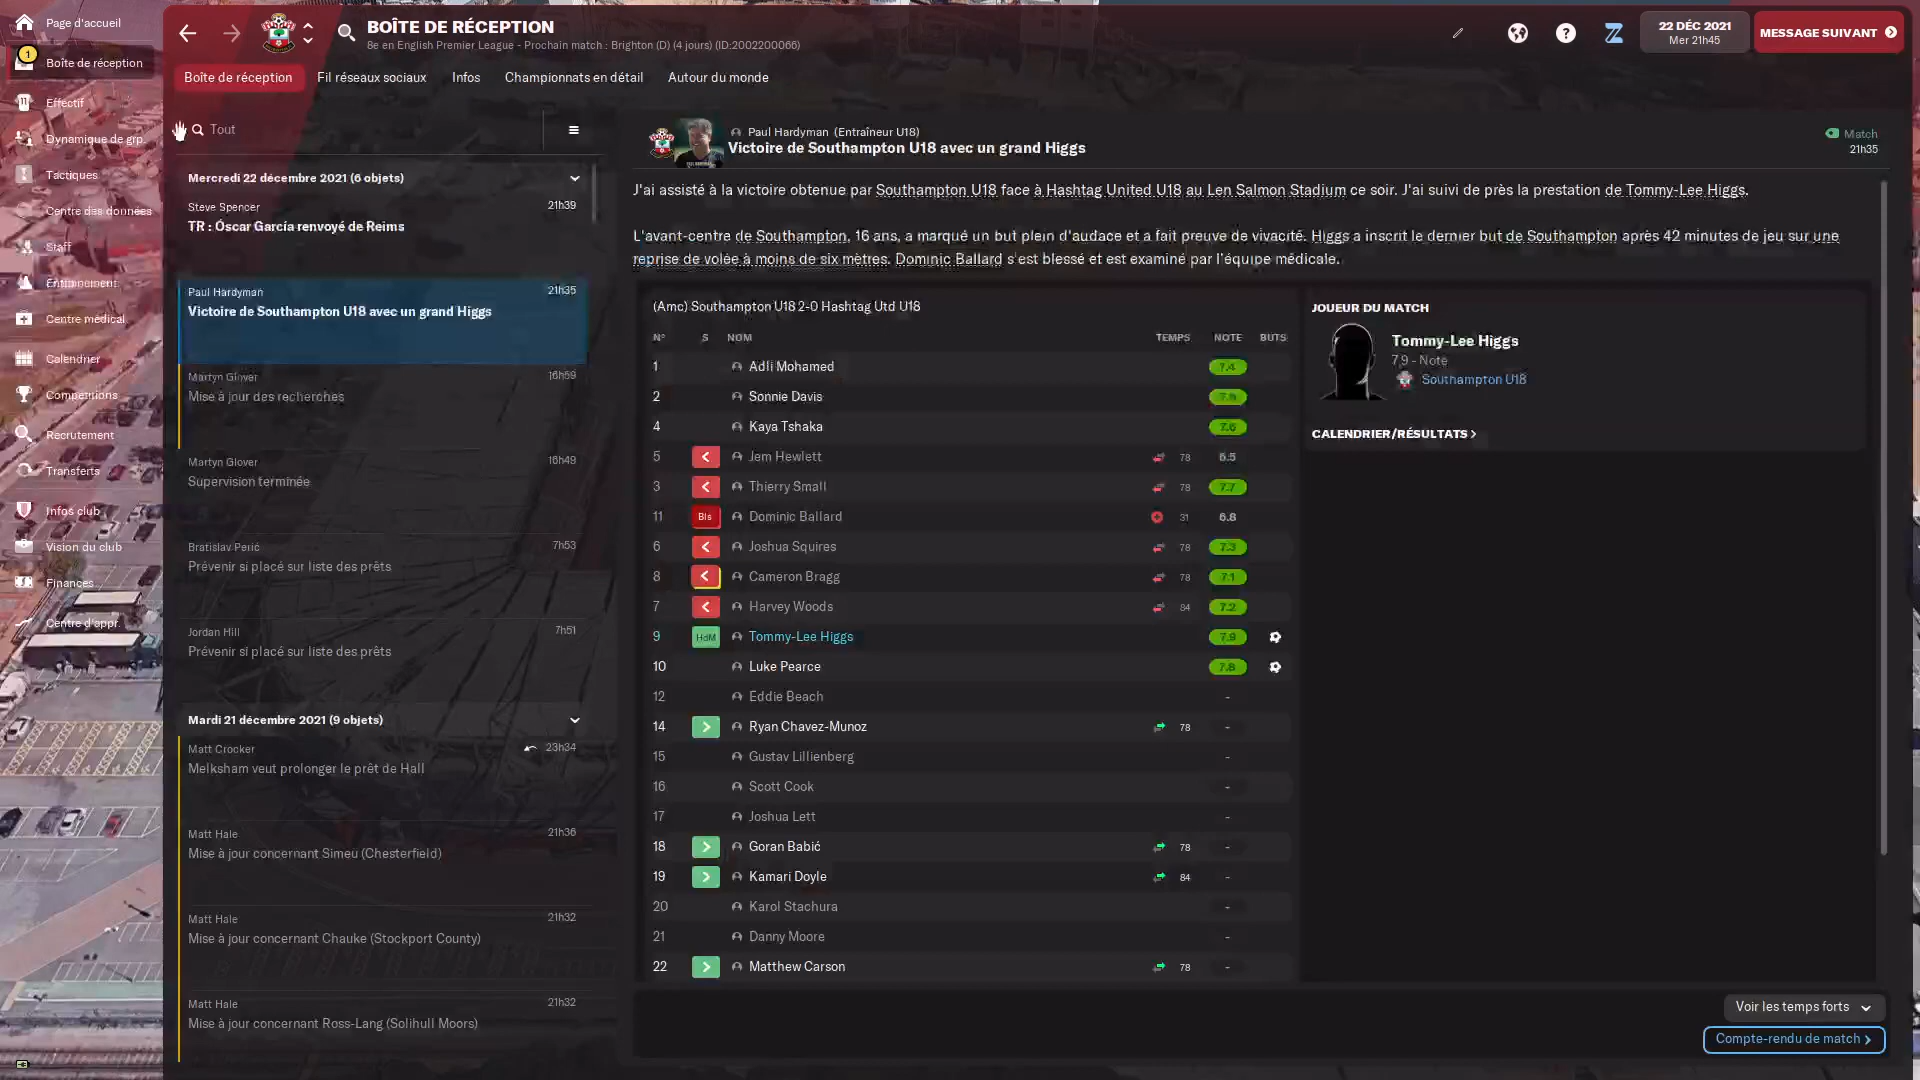 Page d'accueil
1
Boîte de réception
Effectif
Dynamique de grp.
Tactiques
Centre des données
Staff
Entraînement
Centre médical
Calendrier
Compétitions
Recrutement
Transferts
Infos club
Vision du club
Finances
Centre d'appr.
BOÎTE DE RÉCEPTION
8e en English Premier League - Prochain match : Brighton (D) (4 jours) (ID:2002200066)
22 DÉC 2021
Mer 21h45
MESSAGE SUIVANT
Boîte de réception
Fil réseaux sociaux
Infos
Championnats en détail
Autour du monde
Tout
Mercredi 22 décembre 2021 (6 objets)
Steve Spencer 21h39
TR : Óscar García renvoyé de Reims
Paul Hardyman 21h35
Victoire de Southampton U18 avec un grand Higgs
Martyn Glover 16h59
Mise à jour des recherches
Martyn Glover 16h49
Supervision terminée
Bratislav Perić 7h53
Prévenir si placé sur liste des prêts
Jordan Hill 7h51
Prévenir si placé sur liste des prêts
Mardi 21 décembre 2021 (9 objets)
Matt Crocker 23h34
Melksham veut prolonger le prêt de Hall
Matt Hale 21h36
Mise à jour concernant Simeu (Chesterfield)
Matt Hale 21h32
Mise à jour concernant Chauke (Stockport County)
Matt Hale 21h32
Mise à jour concernant Ross-Lang (Solihull Moors)
Paul Hardyman (Entraîneur U18)
Victoire de Southampton U18 avec un grand Higgs
Match
21h35
J'ai assisté à la victoire obtenue par Southampton U18 face à Hashtag United U18 au Len Salmon Stadium ce soir. J'ai suivi de près la prestation de Tommy-Lee Higgs.
L'avant-centre de Southampton, 16 ans, a marqué un but plein d'audace et a fait preuve de vivacité. Higgs a inscrit le dernier but de Southampton après 42 minutes de jeu sur une
reprise de volée à moins de six mètres. Dominic Ballard s'est blessé et est examiné par l'équipe médicale.
(Amc) Southampton U18 2-0 Hashtag Utd U18
N° S NOM TEMPS NOTE BUTS
1 Adli Mohamed 7.4
2 Sonnie Davis
4 Kaya Tshaka 7.6
5 Jem Hewlett 78 6.5
3 Thierry Small 78 7.7
11 Bls Dominic Ballard 31 6.8
6 Joshua Squires 78 7.3
8 Cameron Bragg 78 7.1
7 Harvey Woods 84 7.2
9 HdM Tommy-Lee Higgs 7.9
10 Luke Pearce 7.8
12 Eddie Beach -
14 Ryan Chavez-Munoz 78 -
15 Gustav Lillienberg -
16 Scott Cook -
17 Joshua Lett -
18 Goran Babić 78 -
19 Kamari Doyle 84 -
20 Karol Stachura -
21 Danny Moore -
22 Matthew Carson 78 -
JOUEUR DU MATCH
Tommy-Lee Higgs
7,9 - Note
Southampton U18
CALENDRIER/RÉSULTATS
Voir les temps forts
Compte-rendu de match